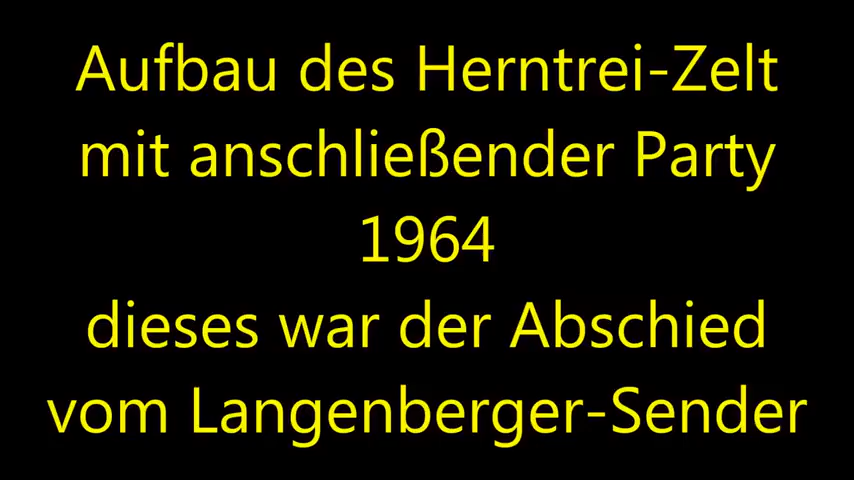 Aufbau des Herntrei-Zelt
mit anschließender Party
1964
dieses war der Abschied
vom Langenberger-Sender